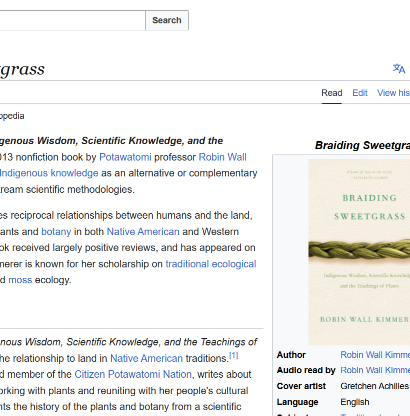 Search
tgrass
Read Edit View his
opedia
genous Wisdom, Scientific Knowledge, and the
013 nonfiction book by Potawatomi professor Robin Wall
Indigenous knowledge as an alternative or complementary
tream scientific methodologies.
es reciprocal relationships between humans and the land,
ants and botany in both Native American and Western
ok received largely positive reviews, and has appeared on
merer is known for her scholarship on traditional ecological
d moss ecology.
nous Wisdom, Scientific Knowledge, and the Teachings of
he relationship to land in Native American traditions.[1]
d member of the Citizen Potawatomi Nation, writes about
orking with plants and reuniting with her people's cultural
nts the history of the plants and botany from a scientific
Braiding Sweetgra
BRAIDING
SWEETGRASS
Indigenous Wisdom, Scientific Knowled
and the Teachings of Plants
ROBIN WALL KIMMER
Author Robin Wall Kimme
Audio read by Robin Wall Kimme
Cover artist Gretchen Achilles
Language English